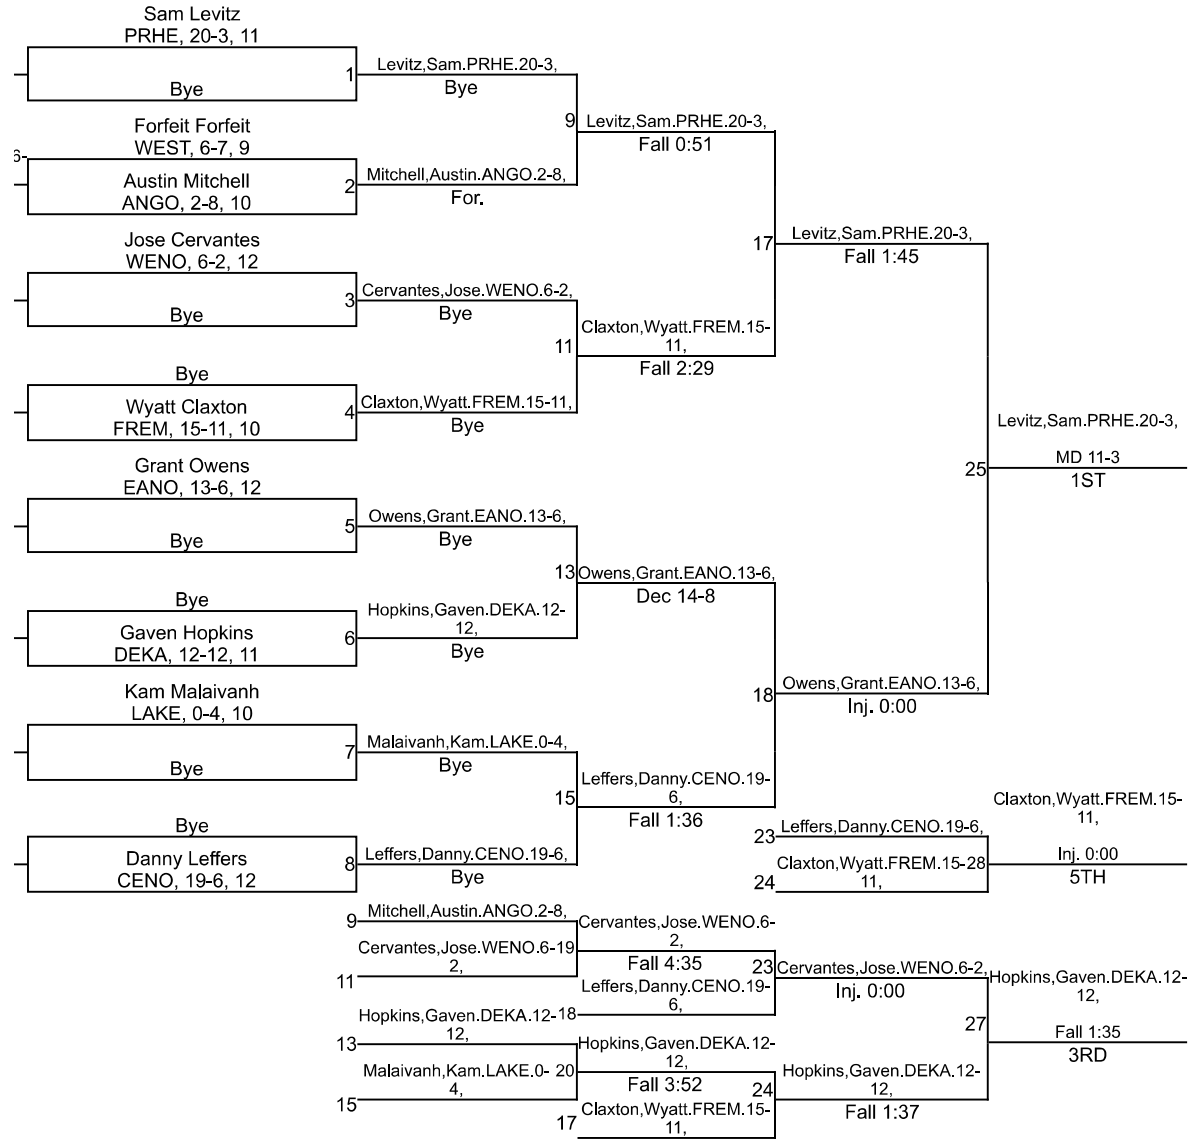 Sam Levitz
PRHE, 20-3, 11
1
Bye
Levitz,Sam.PRHE.20-3,
Bye
Forfeit Forfeit
WEST, 6-7, 9
6-
Austin Mitchell
ANGO, 2-8, 10
2
Mitchell,Austin.ANGO.2-8,
For.
9
Levitz,Sam.PRHE.20-3,
Fall 0:51
Jose Cervantes
WENO, 6-2, 12
3
Bye
Cervantes,Jose.WENO.6-2,
Bye
Bye
Wyatt Claxton
FREM, 15-11, 10
4
Claxton,Wyatt.FREM.15-11,
Bye
11
Claxton,Wyatt.FREM.15-
11,
Fall 2:29
17
Levitz,Sam.PRHE.20-3,
Fall 1:45
Grant Owens
EANO, 13-6, 12
5
Bye
Owens,Grant.EANO.13-6,
Bye
Bye
Gaven Hopkins
DEKA, 12-12, 11
6
Hopkins,Gaven.DEKA.12-
12,
Bye
13
Owens,Grant.EANO.13-6,
Dec 14-8
Kam Malaivanh
LAKE, 0-4, 10
7
Bye
Malaivanh,Kam.LAKE.0-4,
Bye
Bye
Danny Leffers
CENO, 19-6, 12
8
Leffers,Danny.CENO.19-6,
Bye
15
Leffers,Danny.CENO.19-
6,
Fall 1:36
18
Owens,Grant.EANO.13-6,
Inj. 0:00
25
Levitz,Sam.PRHE.20-3,
MD 11-3
1ST
23
Leffers,Danny.CENO.19-6,
24
Claxton,Wyatt.FREM.15-28
11,
Claxton,Wyatt.FREM.15-
11,
Inj. 0:00
5TH
9
Mitchell,Austin.ANGO.2-8,
11
Cervantes,Jose.WENO.6-19
2,
Cervantes,Jose.WENO.6-
2,
Fall 4:35
18
Leffers,Danny.CENO.19-
6,
23
Cervantes,Jose.WENO.6-2,
Inj. 0:00
13
Hopkins,Gaven.DEKA.12-
12,
15
Malaivanh,Kam.LAKE.0-
4,
20
Hopkins,Gaven.DEKA.12-
12,
Fall 3:52
17
Claxton,Wyatt.FREM.15-
11,
24
Hopkins,Gaven.DEKA.12-
12,
Fall 1:37
27
Hopkins,Gaven.DEKA.12-
12,
Fall 1:35
3RD